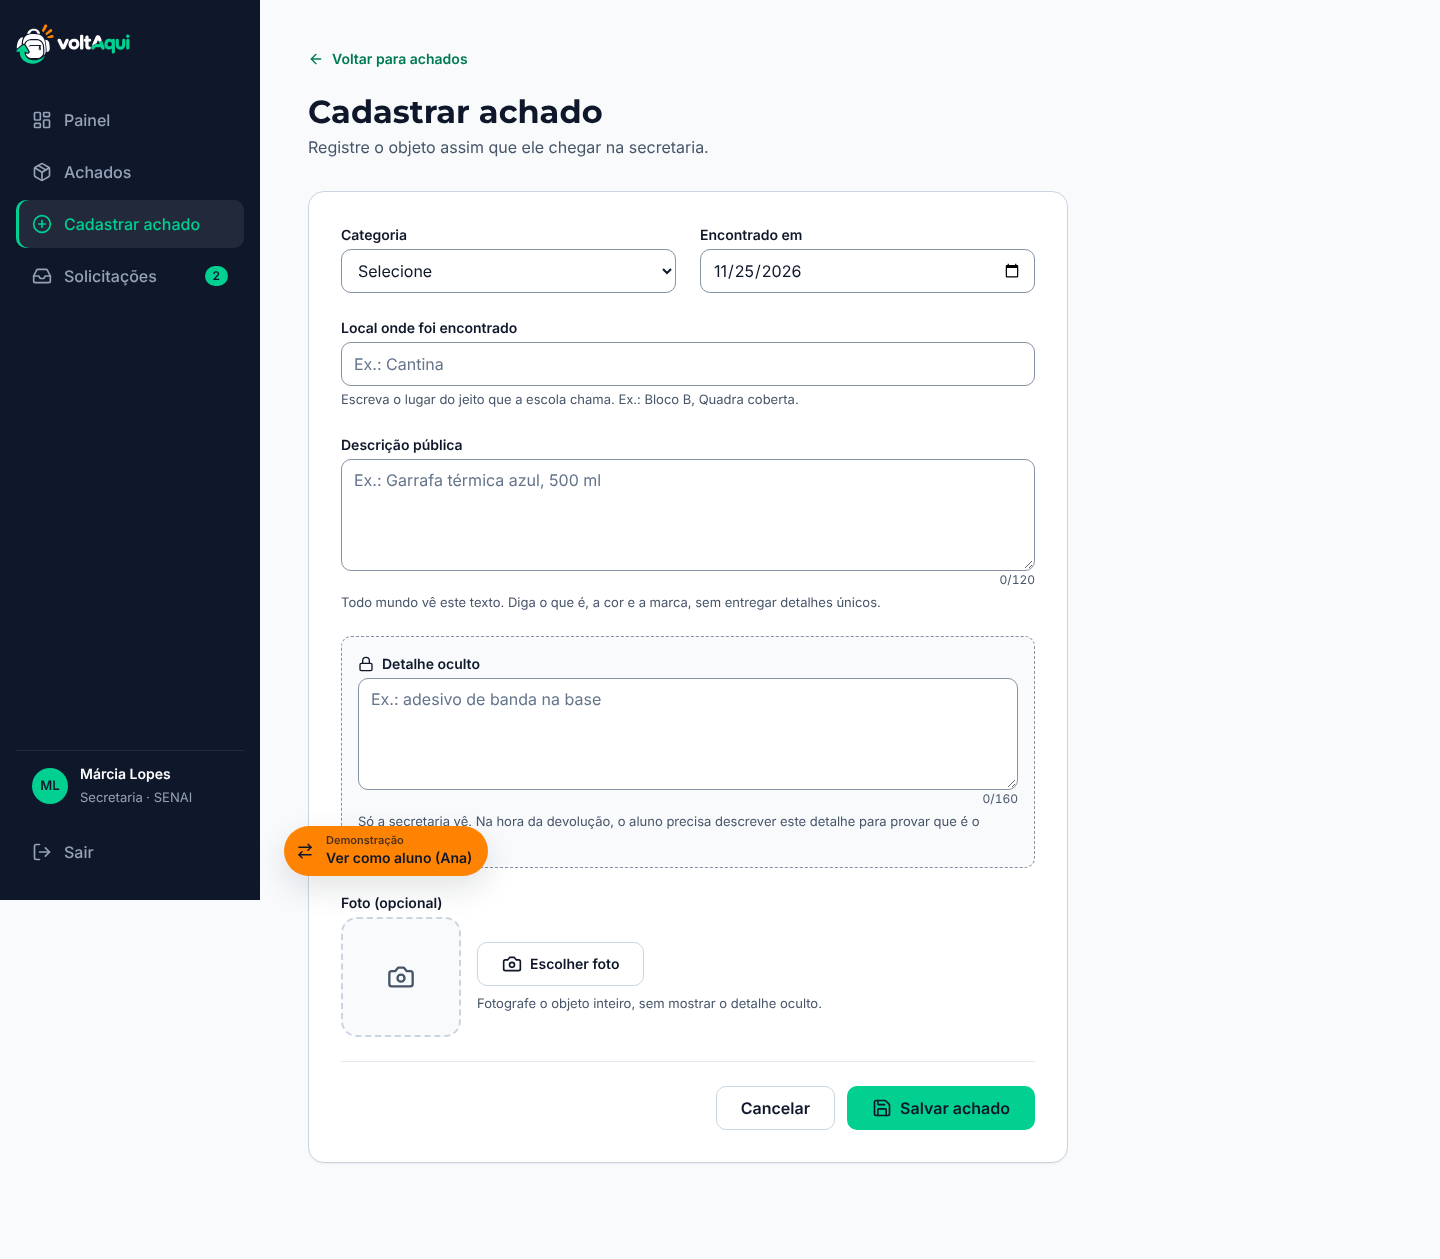 voltAqui
Painel
Achados
Cadastrar achado
Solicitações 2
ML
Márcia Lopes
Secretaria · SENAI
Sair
Voltar para achados
Cadastrar achado
Registre o objeto assim que ele chegar na secretaria.
Categoria
Selecione
Encontrado em
11/25/2026
Local onde foi encontrado
Ex.: Cantina
Escreva o lugar do jeito que a escola chama. Ex.: Bloco B, Quadra coberta.
Descrição pública
Ex.: Garrafa térmica azul, 500 ml
0/120
Todo mundo vê este texto. Diga o que é, a cor e a marca, sem entregar detalhes únicos.
Detalhe oculto
Ex.: adesivo de banda na base
0/160
Só a secretaria vê. Na hora da devolução, o aluno precisa descrever este detalhe para provar que é o
Demonstração
Ver como aluno (Ana)
Foto (opcional)
Escolher foto
Fotografe o objeto inteiro, sem mostrar o detalhe oculto.
Cancelar
Salvar achado